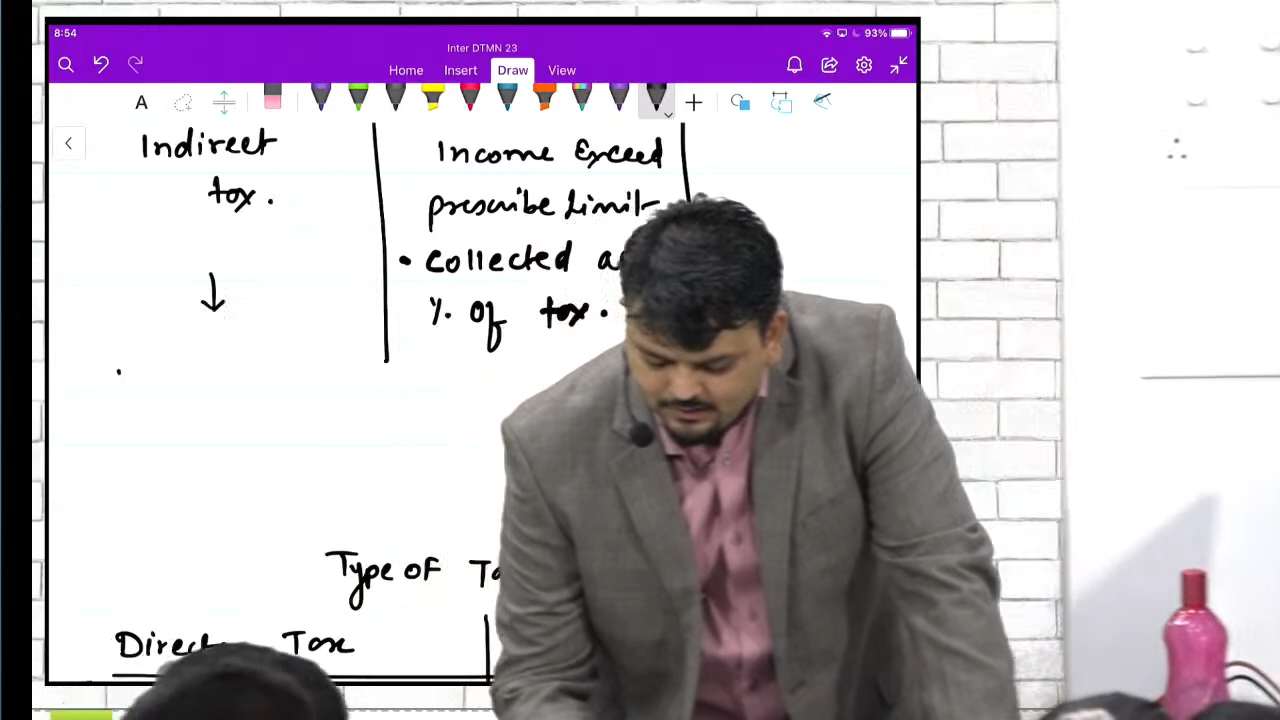 8:54
93%
Inter DTMN 23
Home Insert Draw View
A
Indirect
tax.
Income Exceed
prescribe Limit
• collected
% of tax.
Type of
Direct Tax